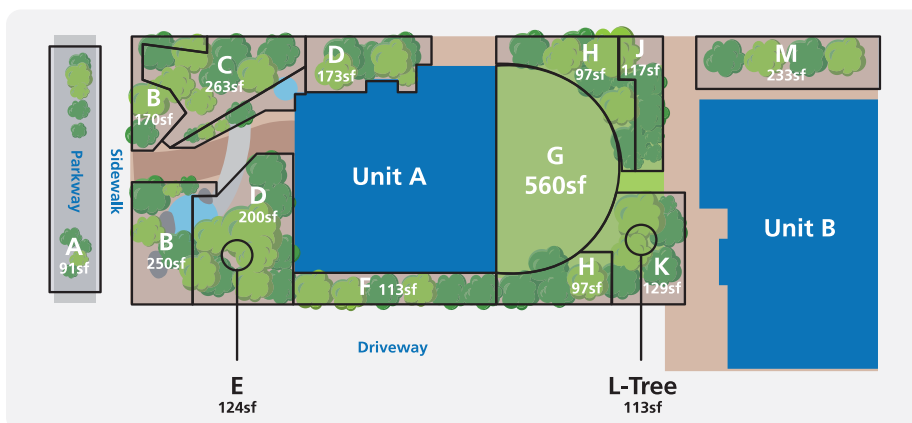 C
263sf
D
173sf
H
97sf
J
117sf
M
233sf
B
170sf
Parkway
Sidewalk
Unit A
G
560sf
Unit B
A
91sf
B
250sf
D
200sf
F 113sf
H
97sf
K
129sf
Driveway
E
124sf
L-Tree
113sf